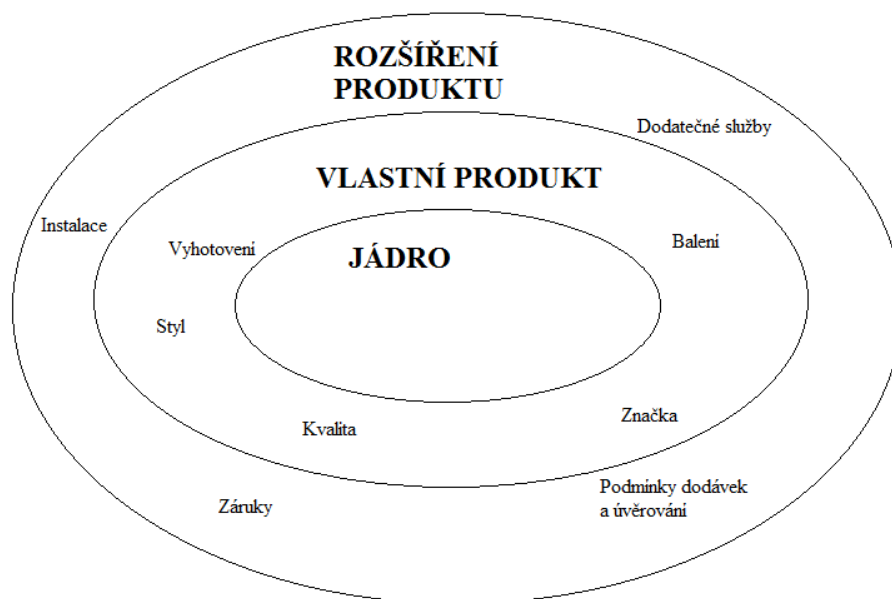 ROZŠÍŘENÍ
PRODUKTU
Dodatečné služby
VLASTNÍ PRODUKT
Instalace
Vyhotovení
JÁDRO
Balení
Styl
Kvalita
Značka
Záruky
Podmínky dodávek
a úvěrování